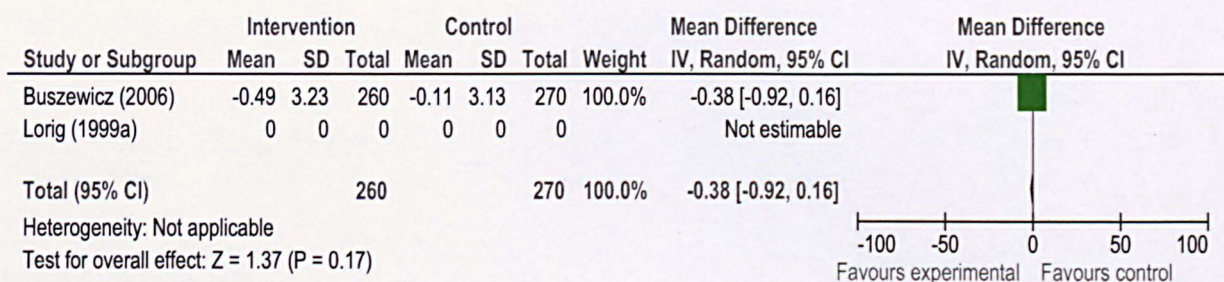 Intervention Control Mean Difference Mean Difference
Study or Subgroup Mean SD Total Mean SD Total Weight IV, Random, 95% CI IV, Random, 95% CI
Buszewicz (2006) -0.49 3.23 260 -0.11 3.13 270 100.0% -0.38 [-0.92, 0.16]
Lorig (1999a) 0 0 0 0 0 0 Not estimable
Total (95% CI) 260 270 100.0% -0.38 [-0.92, 0.16]
Heterogeneity: Not applicable
Test for overall effect: Z = 1.37 (P = 0.17)
-100 -50 0 50 100
Favours experimental Favours control